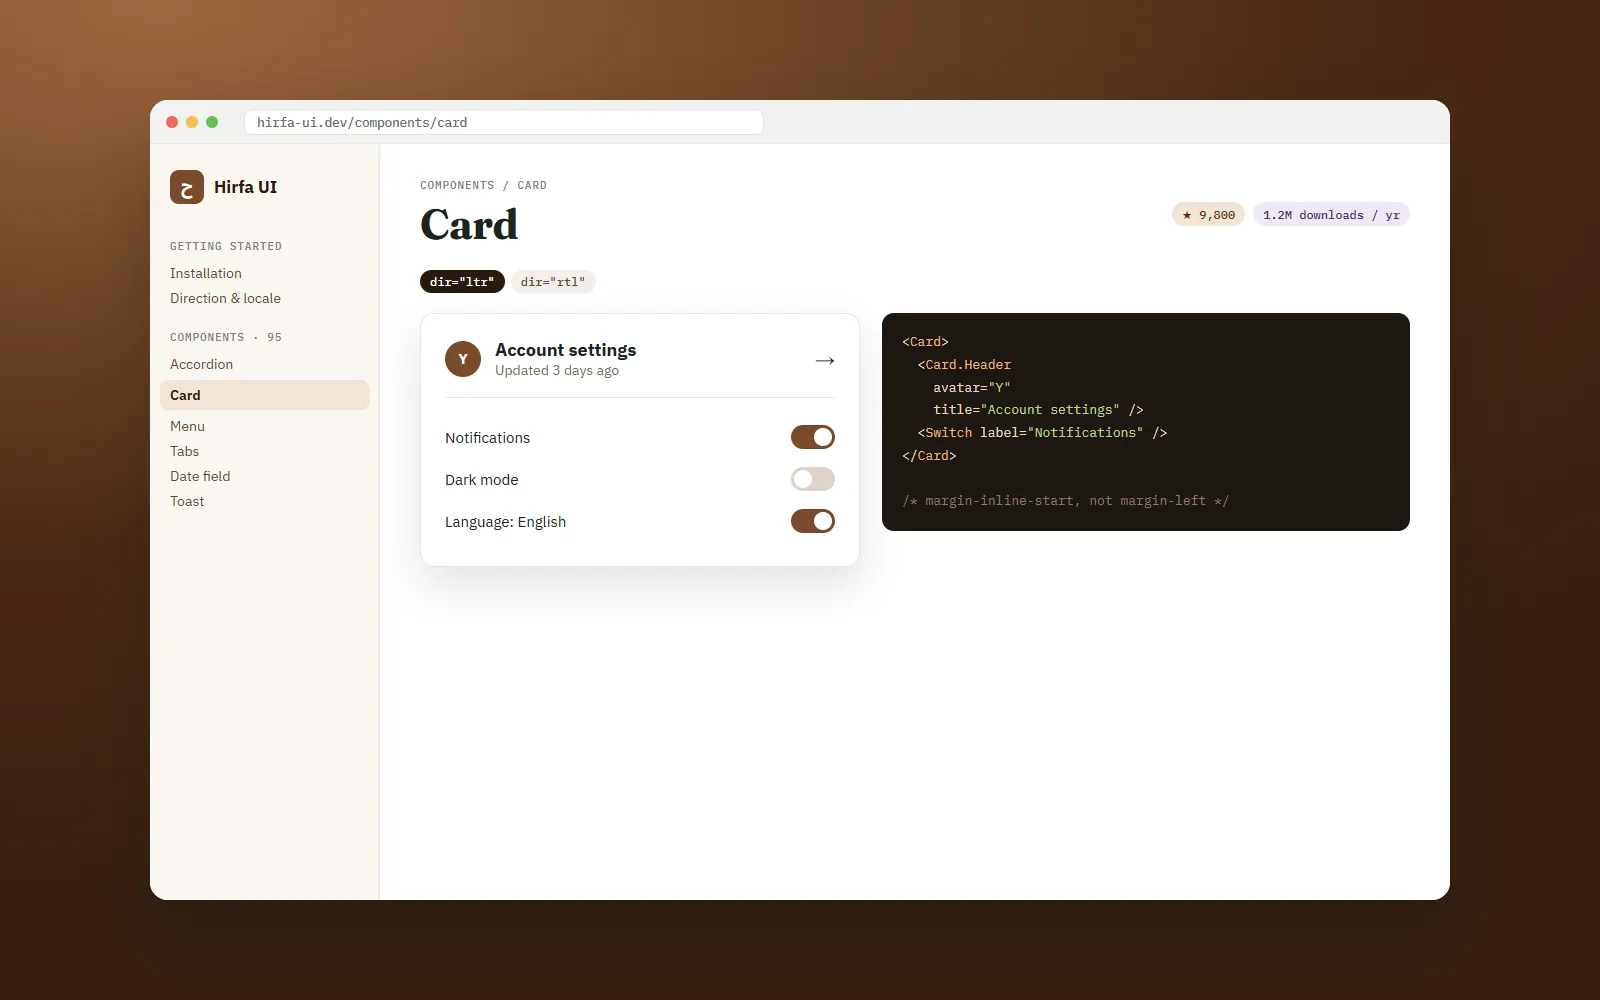 hirfa-ui.dev/components/card
ح
Hirfa UI
GETTING STARTED
Installation
Direction & locale
COMPONENTS · 95
Accordion
Card
Menu
Tabs
Date field
Toast
COMPONENTS / CARD
Card
★ 9,800
1.2M downloads / yr
dir="ltr"
dir="rtl"
Y
Account settings
Updated 3 days ago
→
Notifications
Dark mode
Language: English
<Card>
<Card.Header
avatar="Y"
title="Account settings" />
<Switch label="Notifications" />
</Card>
/* margin-inline-start, not margin-left */